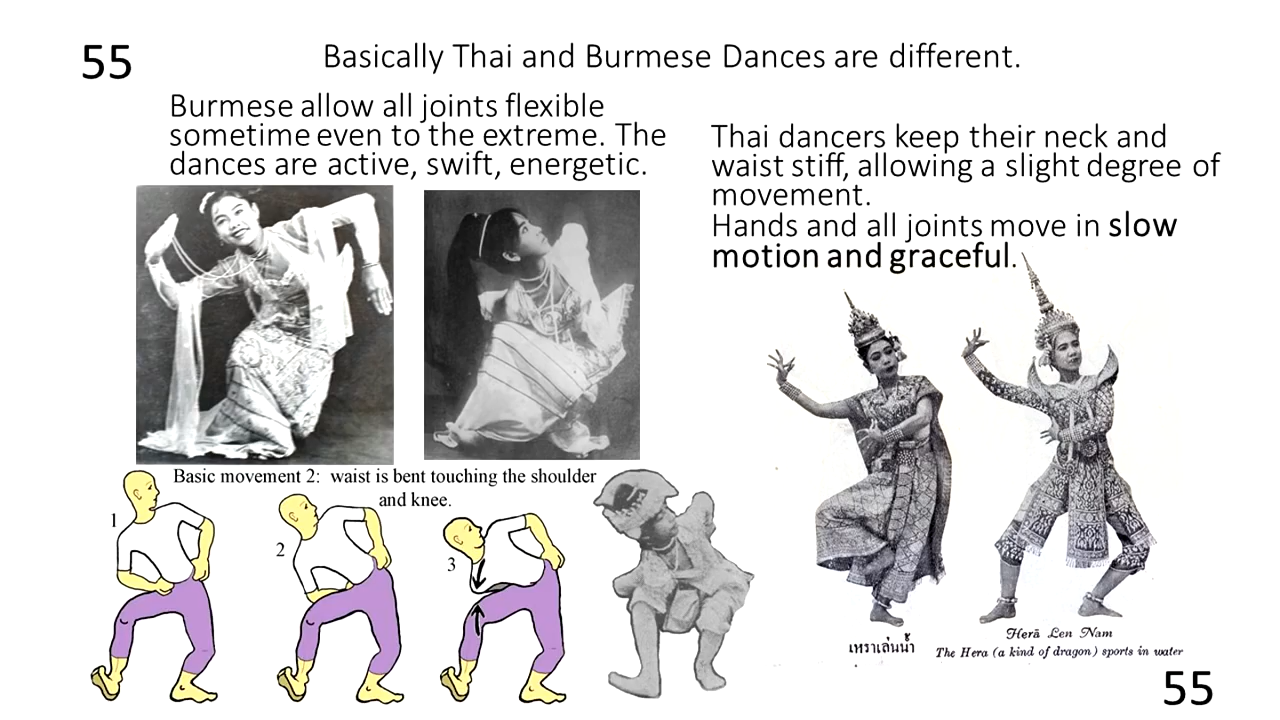 55
Basically Thai and Burmese Dances are different.
Burmese allow all joints flexible
sometime even to the extreme. The
dances are active, swift, energetic.
Thai dancers keep their neck and
waist stiff, allowing a slight degree of
movement.
Hands and all joints move in slow
motion and graceful.
Basic movement 2: waist is bent touching the shoulder
and knee.
1
2
3
เหราเล่นน้ำ
Herā Len Nam
The Hera (a kind of dragon) sports in water
55